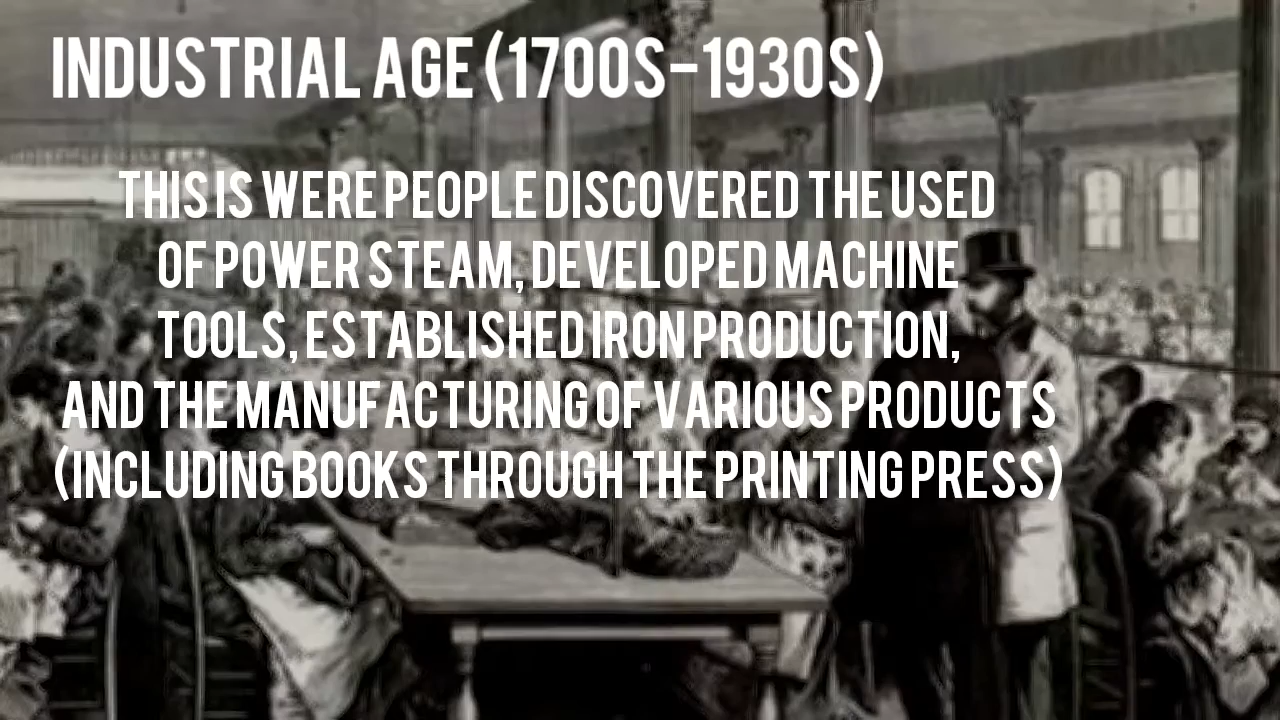 INDUSTRIAL AGE (1700S-1930S)
THIS IS WERE PEOPLE DISCOVERED THE USED
OF POWER STEAM, DEVELOPED MACHINE
TOOLS, ESTABLISHED IRON PRODUCTION,
AND THE MANUFACTURING OF VARIOUS PRODUCTS
(INCLUDING BOOKS THROUGH THE PRINTING PRESS)